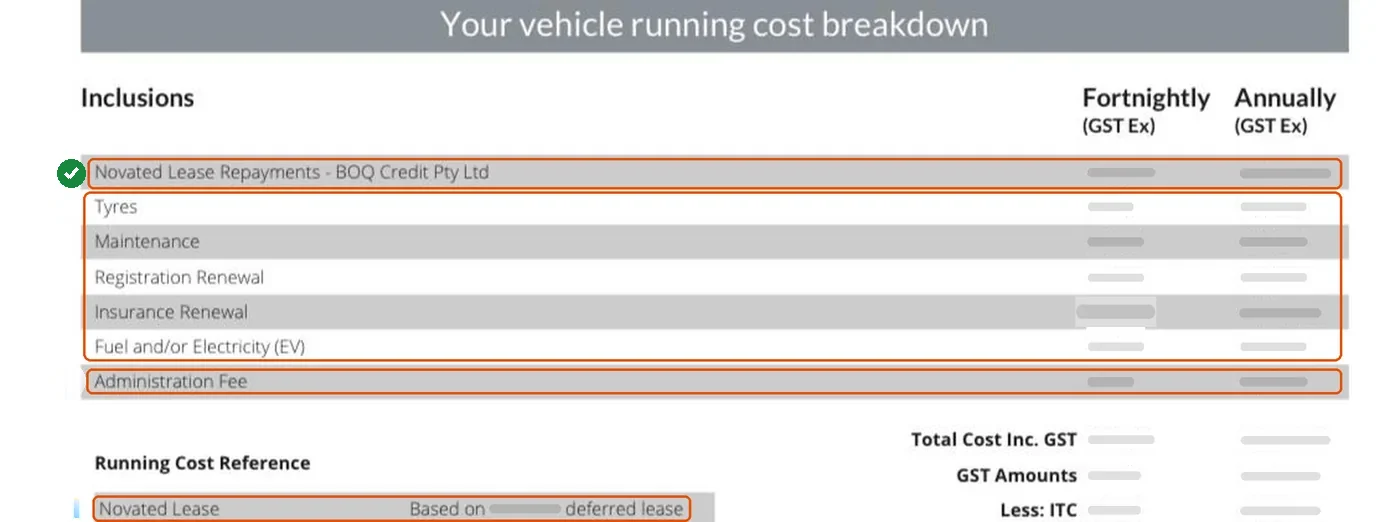 Your vehicle running cost breakdown
Inclusions Fortnightly Annually
(GST Ex) (GST Ex)
Novated Lease Repayments - BOQ Credit Pty Ltd
Tyres
Maintenance
Registration Renewal
Insurance Renewal
Fuel and/or Electricity (EV)
Administration Fee
Total Cost Inc. GST
Running Cost Reference
GST Amounts
Novated Lease Based on deferred lease
Less: ITC